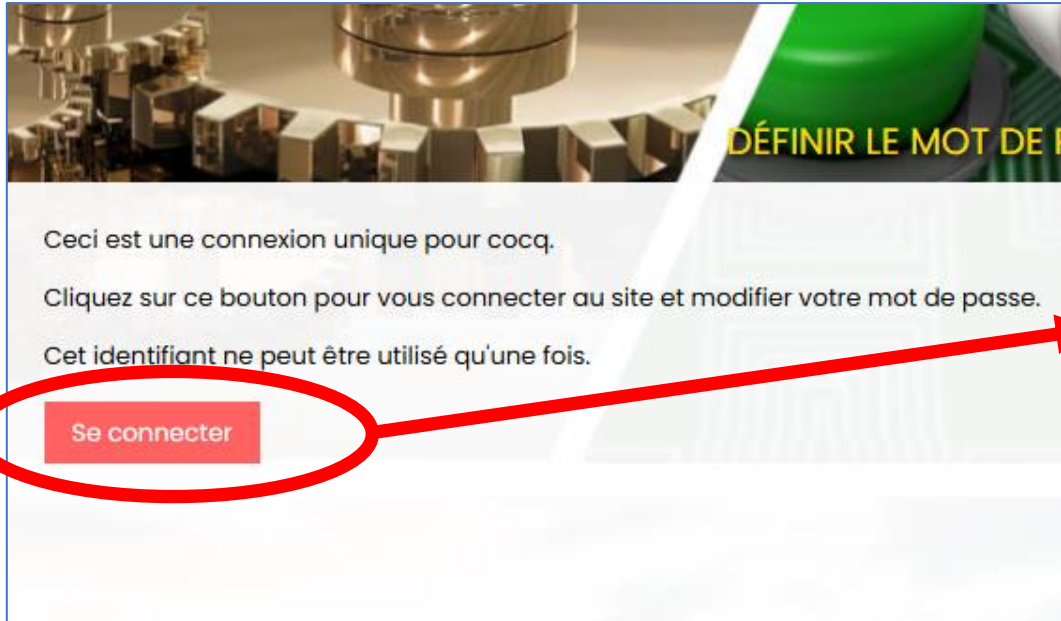 DÉFINIR LE MOT DE
Ceci est une connexion unique pour cocq.
Cliquez sur ce bouton pour vous connecter au site et modifier votre mot de passe.
Cet identifiant ne peut être utilisé qu'une fois.
Se connecter